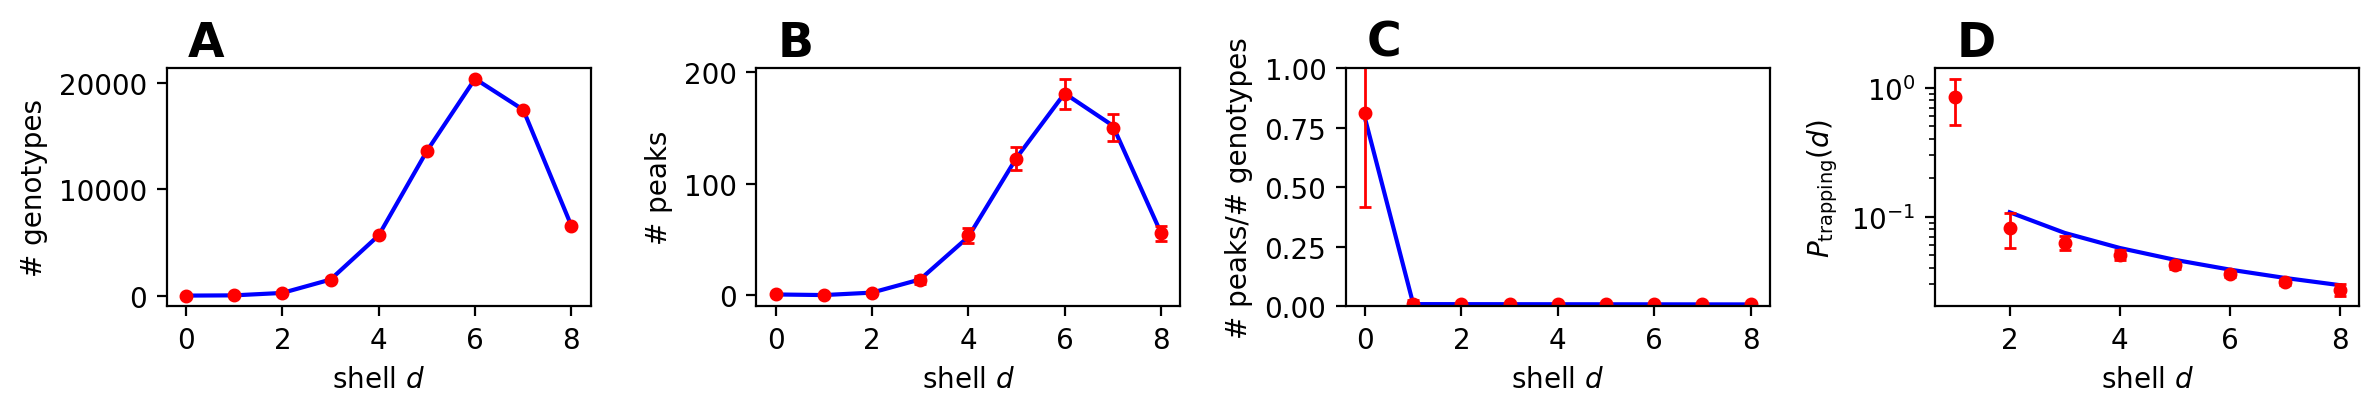 A
# genotypes
20000
10000
0
0 2 4 6 8
shell d
B
# peaks
200
100
0
0 2 4 6 8
shell d
C
# peaks/# genotypes
1.00
0.75
0.50
0.25
0.00
0 2 4 6 8
shell d
D
P_trapping(d)
10^0
10^−1
2 4 6 8
shell d